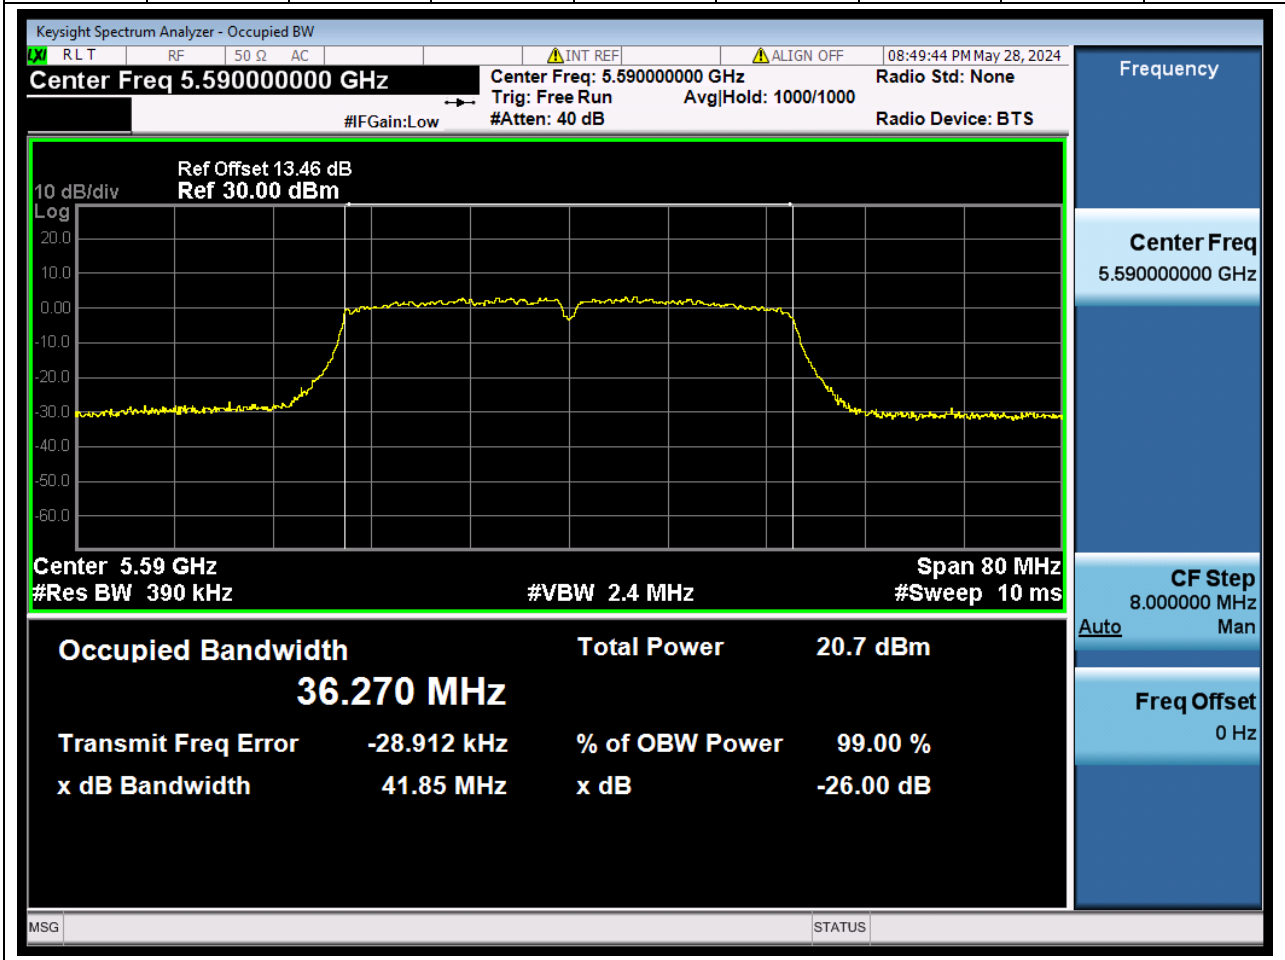 Keysight Spectrum Analyzer - Occupied BW
LXI RLT RF 50 Ω AC INT REF ALIGN OFF 08:49:44 PM May 28, 2024
Center Freq 5.590000000 GHz
Center Freq: 5.590000000 GHz
Radio Std: None
Trig: Free Run Avg|Hold: 1000/1000
#IFGain:Low
#Atten: 40 dB
Radio Device: BTS
Ref Offset 13.46 dB
10 dB/div Ref 30.00 dBm
Log
20.0
10.0
0.00
-10.0
-20.0
-30.0
-40.0
-50.0
-60.0
Center 5.59 GHz Span 80 MHz
#Res BW 390 kHz #VBW 2.4 MHz #Sweep 10 ms
Occupied Bandwidth Total Power 20.7 dBm
36.270 MHz
Transmit Freq Error -28.912 kHz % of OBW Power 99.00 %
x dB Bandwidth 41.85 MHz x dB -26.00 dB
MSG STATUS
Frequency
Center Freq
5.590000000 GHz
CF Step
8.000000 MHz
Auto Man
Freq Offset
0 Hz